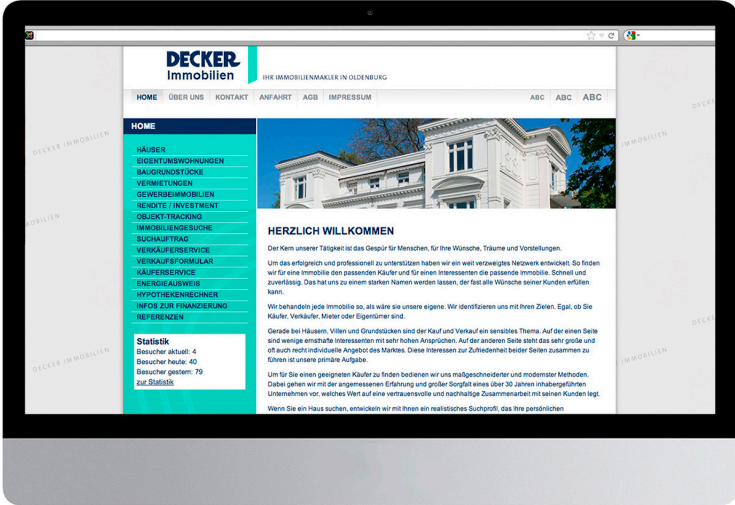 DECKER
Immobilien
IHR IMMOBILIENMAKLER IN OLDENBURG
HOME ÜBER UNS KONTAKT ANFAHRT AGB IMPRESSUM ABC ABC ABC
HOME
HÄUSER
EIGENTUMSWOHNUNGEN
BAUGRUNDSTÜCKE
VERMIETUNGEN
GEWERBEIMMOBILIEN
RENDITE / INVESTMENT
OBJEKT-TRACKING
IMMOBILIENGESUCHE
SUCHAUFTRAG
VERKÄUFERSERVICE
VERKAUFSFORMULAR
KÄUFERSERVICE
ENERGIEAUSWEIS
HYPOTHEKENRECHNER
INFOS ZUR FINANZIERUNG
REFERENZEN
Statistik
Besucher aktuell: 4
Besucher heute: 40
Besucher gestern: 79
zur Statistik
HERZLICH WILLKOMMEN
Der Kern unserer Tätigkeit ist das Gespür für Menschen, für Ihre Wünsche, Träume und Vorstellungen.
Um das erfolgreich und professionell zu unterstützen haben wir ein weit verzweigtes Netzwerk entwickelt. So finden
wir für eine Immobilie den passenden Käufer und für einen Interessenten die passende Immobilie. Schnell und
zuverlässig. Das hat uns zu einem starken Namen werden lassen, der fast alle Wünsche seiner Kunden erfüllen
kann.
Wir behandeln jede Immobilie so, als wäre sie unsere eigene. Wir identifizieren uns mit Ihren Zielen. Egal, ob Sie
Käufer, Verkäufer, Mieter oder Eigentümer sind.
Gerade bei Häusern, Villen und Grundstücken sind der Kauf und Verkauf ein sensibles Thema. Auf der einen Seite
sind wenige ernsthafte Interessenten mit sehr hohen Ansprüchen. Auf der anderen Seite steht das sehr große und
oft auch recht individuelle Angebot des Marktes. Diese Interessen zur Zufriedenheit beider Seiten zusammen zu
führen ist unsere primäre Aufgabe.
Um für Sie einen geeigneten Käufer zu finden bedienen wir uns maßgeschneiderter und modernster Methoden.
Dabei gehen wir mit der angemessenen Erfahrung und großer Sorgfalt eines über 30 Jahren inhabergeführten
Unternehmen vor, welches Wert auf eine vertrauensvolle und nachhaltige Zusammenarbeit mit seinen Kunden legt.
Wenn Sie ein Haus suchen, entwickeln wir mit Ihnen ein realistisches Suchprofil, das Ihre persönlichen
DECKER IMMOBILIEN
MOBILIEN
DECKER IMMOBILIEN
IMMOBILIEN
DECKE
DECKE
IMMOBILIEN